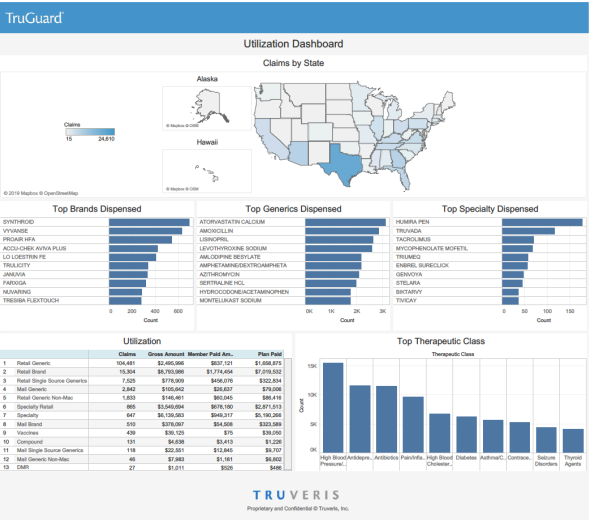 TruGuard
Utilization Dashboard
Claims by State
Alaska
© Mapbox © OSM
Hawaii
© Mapbox © OSM
Claims
15 24,610
© 2019 Mapbox © OpenStreetMap
Top Brands Dispensed
SYNTHROID
VYVANSE
PROAIR HFA
ACCU-CHEK AVIVA PLUS
LO LOESTRIN FE
TRULICITY
JANUVIA
FARXIGA
NUVARING
TRESIBA FLEXTOUCH
0 200 400 600
Count
Top Generics Dispensed
ATORVASTATIN CALCIUM
AMOXICILLIN
LISINOPRIL
LEVOTHYROXINE SODIUM
AMLODIPINE BESYLATE
AMPHETAMINE/DEXTROAMPHETA
AZITHROMYCIN
SERTRALINE HCL
HYDROCODONE/ACETAMINOPHEN
MONTELUKAST SODIUM
0K 1K 2K 3K
Count
Top Specialty Dispensed
HUMIRA PEN
TRUVADA
TACROLIMUS
MYCOPHENOLATE MOFETIL
TRIUMEQ
ENBREL SURECLICK
GENVOYA
STELARA
BIKTARVY
TIVICAY
0 50 100 150
Count
Utilization
Claims Gross Amount Member Paid Am.. Plan Paid
1 Retail Generic 104,481 $2,495,996 $837,121 $1,658,875
2 Retail Brand 15,304 $8,793,986 $1,774,454 $7,019,532
3 Retail Single Source Generics 7,525 $778,909 $456,076 $322,834
4 Mail Generic 2,842 $105,642 $26,637 $79,006
5 Retail Generic Non-Mac 1,833 $146,461 $60,045 $86,416
6 Specialty Retail 865 $3,549,694 $678,180 $2,871,513
7 Specialty 647 $6,139,583 $949,317 $5,190,266
8 Mail Brand 510 $378,097 $54,508 $323,589
9 Vaccines 439 $39,125 $75 $39,050
10 Compound 131 $4,638 $3,413 $1,226
11 Mail Single Source Generics 118 $22,551 $12,845 $9,707
12 Mail Generic Non-Mac 46 $7,983 $1,181 $6,802
13 DMR 27 $1,011 $526 $486
Top Therapeutic Class
Therapeutic Class
15K
10K
5K
0K
Count
High Blood Pressure/.. Antidepre.. Antibiotics Pain/Infla.. High Blood Cholester.. Diabetes Asthma/C.. Contrace.. Seizure Disorders Thyroid Agents
TRUVERIS
Proprietary and Confidential © Truveris, Inc.